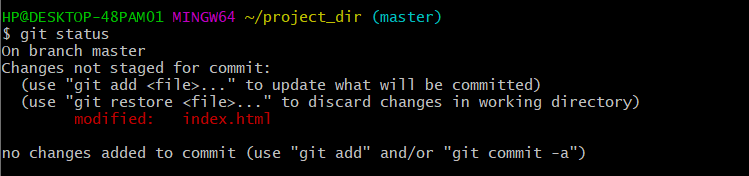 HP@DESKTOP-48PAM01 MINGW64 ~/project_dir (master)
$ git status
On branch master
Changes not staged for commit:
  (use "git add <file>..." to update what will be committed)
  (use "git restore <file>..." to discard changes in working directory)
        modified:   index.html

no changes added to commit (use "git add" and/or "git commit -a")